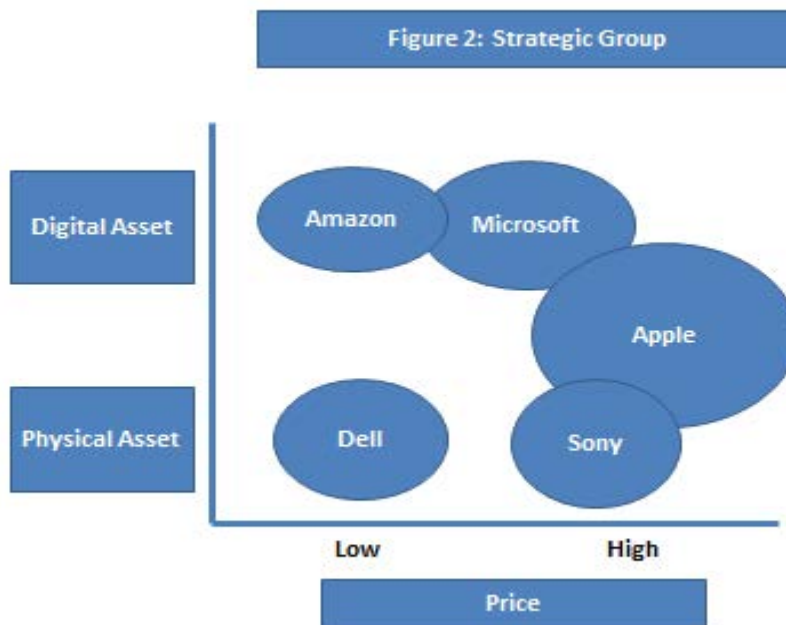 Figure 2: Strategic Group
Digital Asset
Amazon
Microsoft
Apple
Physical Asset
Dell
Sony
Low
High
Price